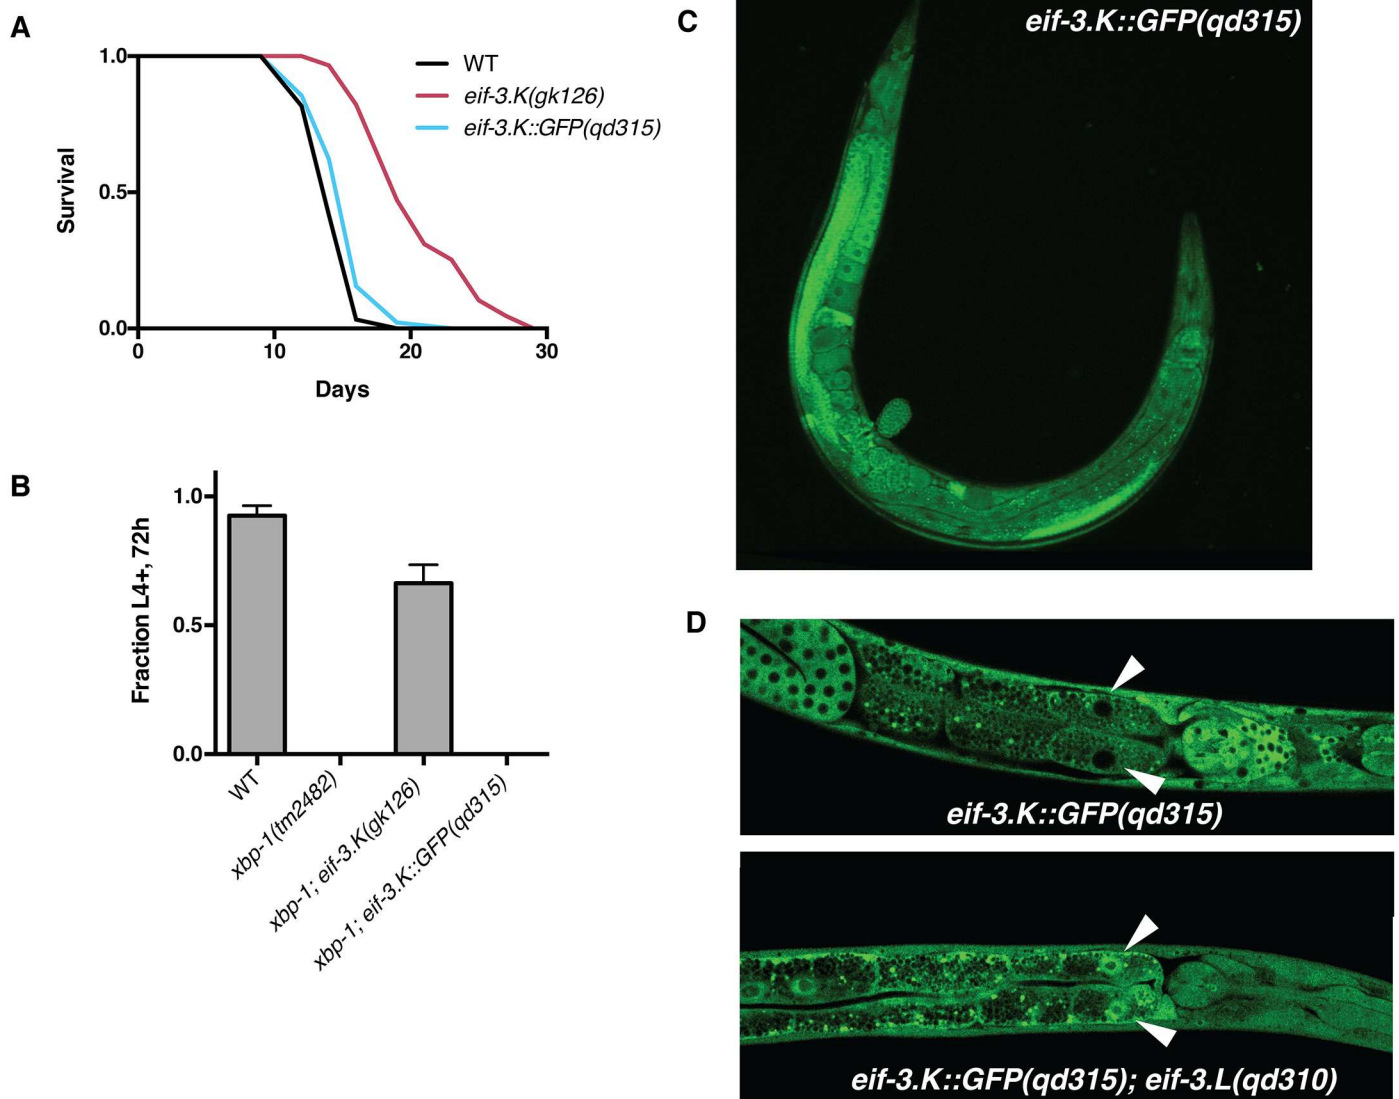 A
1.0
0.5
0.0
Survival
0
10
20
30
Days
WT
eif-3.K(gk126)
eif-3.K::GFP(qd315)
B
1.0
0.5
0.0
Fraction L4+, 72h
WT
xbp-1(tm2482)
xbp-1; eif-3.K(gk126)
xbp-1; eif-3.K::GFP(qd315)
C
eif-3.K::GFP(qd315)
D
eif-3.K::GFP(qd315)
eif-3.K::GFP(qd315); eif-3.L(qd310)